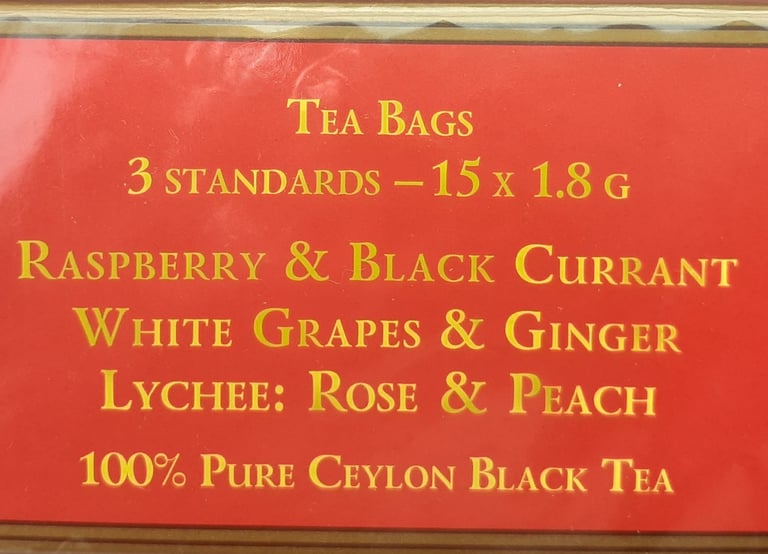 Tea Bags
3 standards – 15 x 1.8 g
Raspberry & Black Currant
White Grapes & Ginger
Lychee: Rose & Peach
100% Pure Ceylon Black Tea